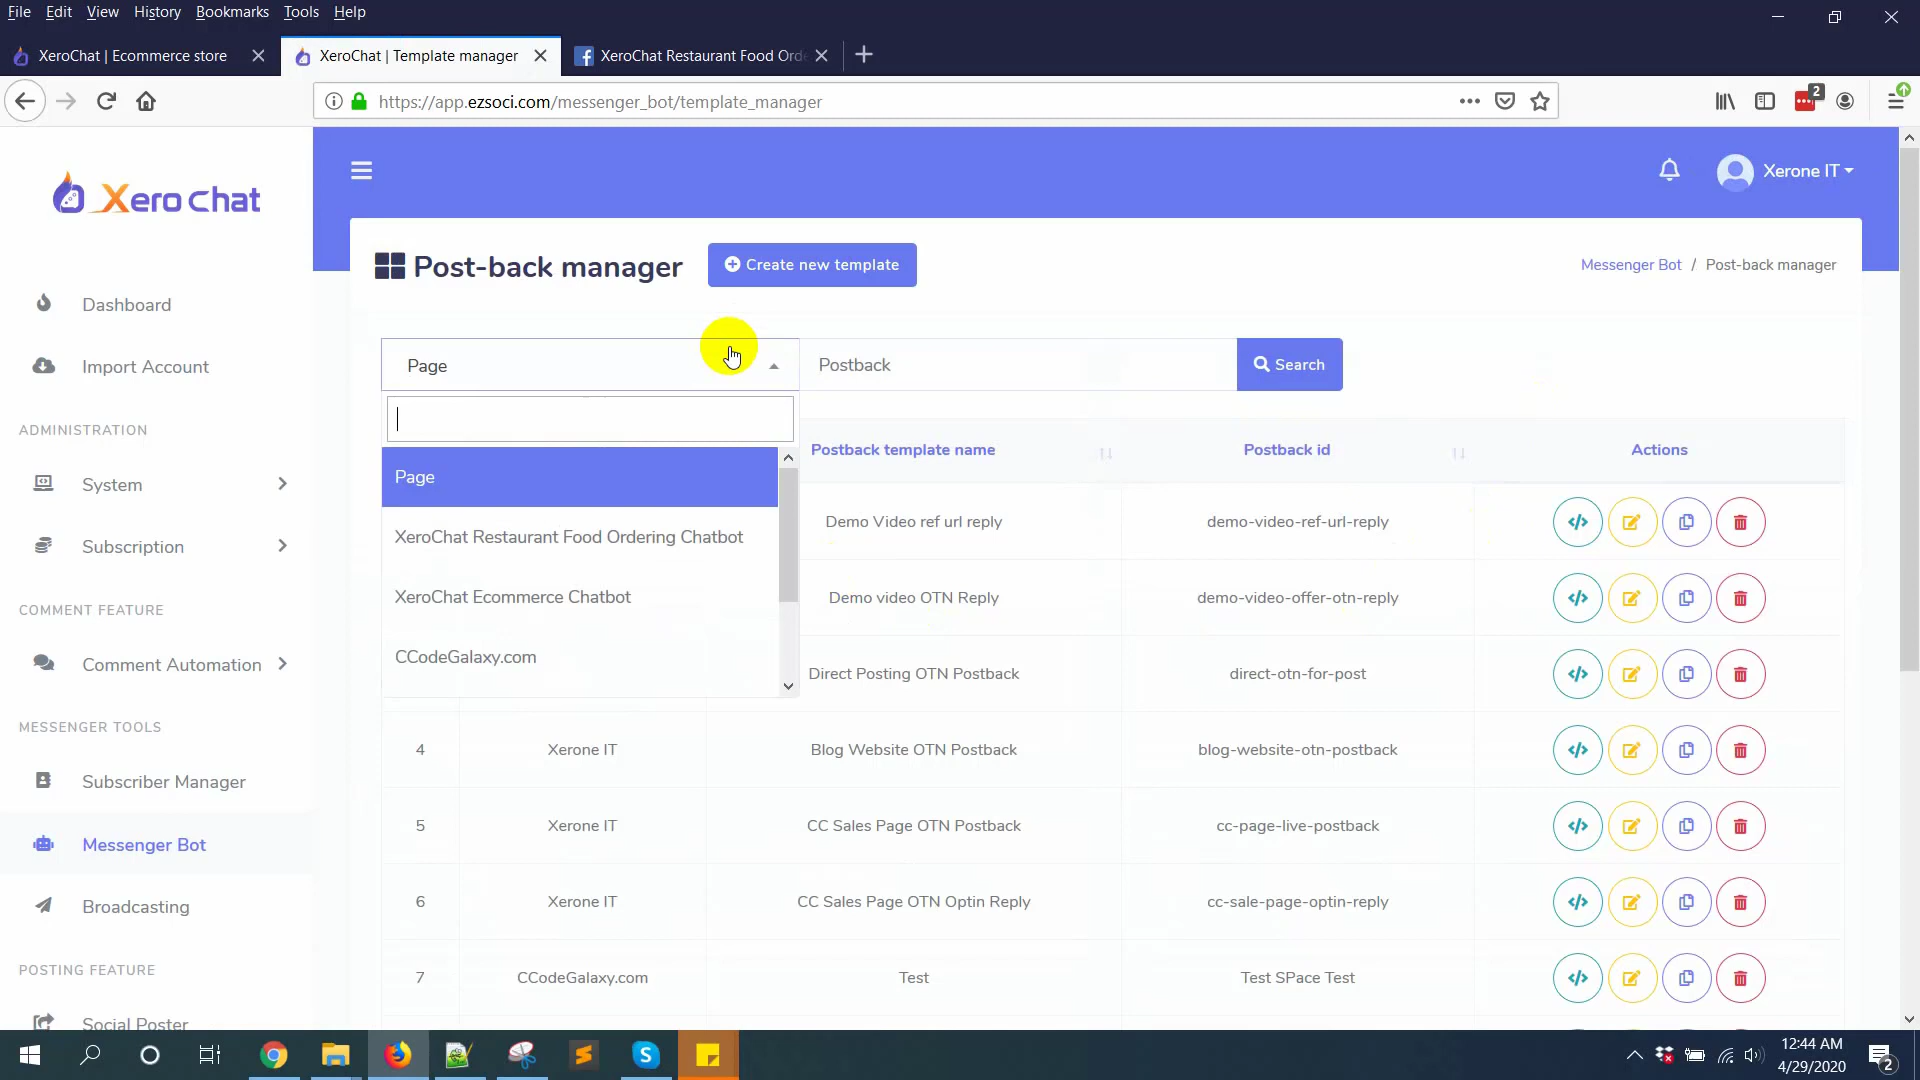 File Edit View History Bookmarks Tools Help
XeroChat | Ecommerce store
XeroChat | Template manager
XeroChat Restaurant Food Orde
https://app.ezsoci.com/messenger_bot/template_manager
2
Xero Chat
Xerone IT
Dashboard
Import Account
ADMINISTRATION
System
Subscription
COMMENT FEATURE
Comment Automation
MESSENGER TOOLS
Subscriber Manager
Messenger Bot
Broadcasting
POSTING FEATURE
Social Poster
Post-back manager
Create new template
Messenger Bot / Post-back manager
Page
Postback
Search
Page
XeroChat Restaurant Food Ordering Chatbot
XeroChat Ecommerce Chatbot
CCodeGalaxy.com
Postback template name Postback id Actions
Demo Video ref url reply demo-video-ref-url-reply
Demo video OTN Reply demo-video-offer-otn-reply
Direct Posting OTN Postback direct-otn-for-post
4 Xerone IT Blog Website OTN Postback blog-website-otn-postback
5 Xerone IT CC Sales Page OTN Postback cc-page-live-postback
6 Xerone IT CC Sales Page OTN Optin Reply cc-sale-page-optin-reply
7 CCodeGalaxy.com Test Test SPace Test
12:44 AM
4/29/2020
2